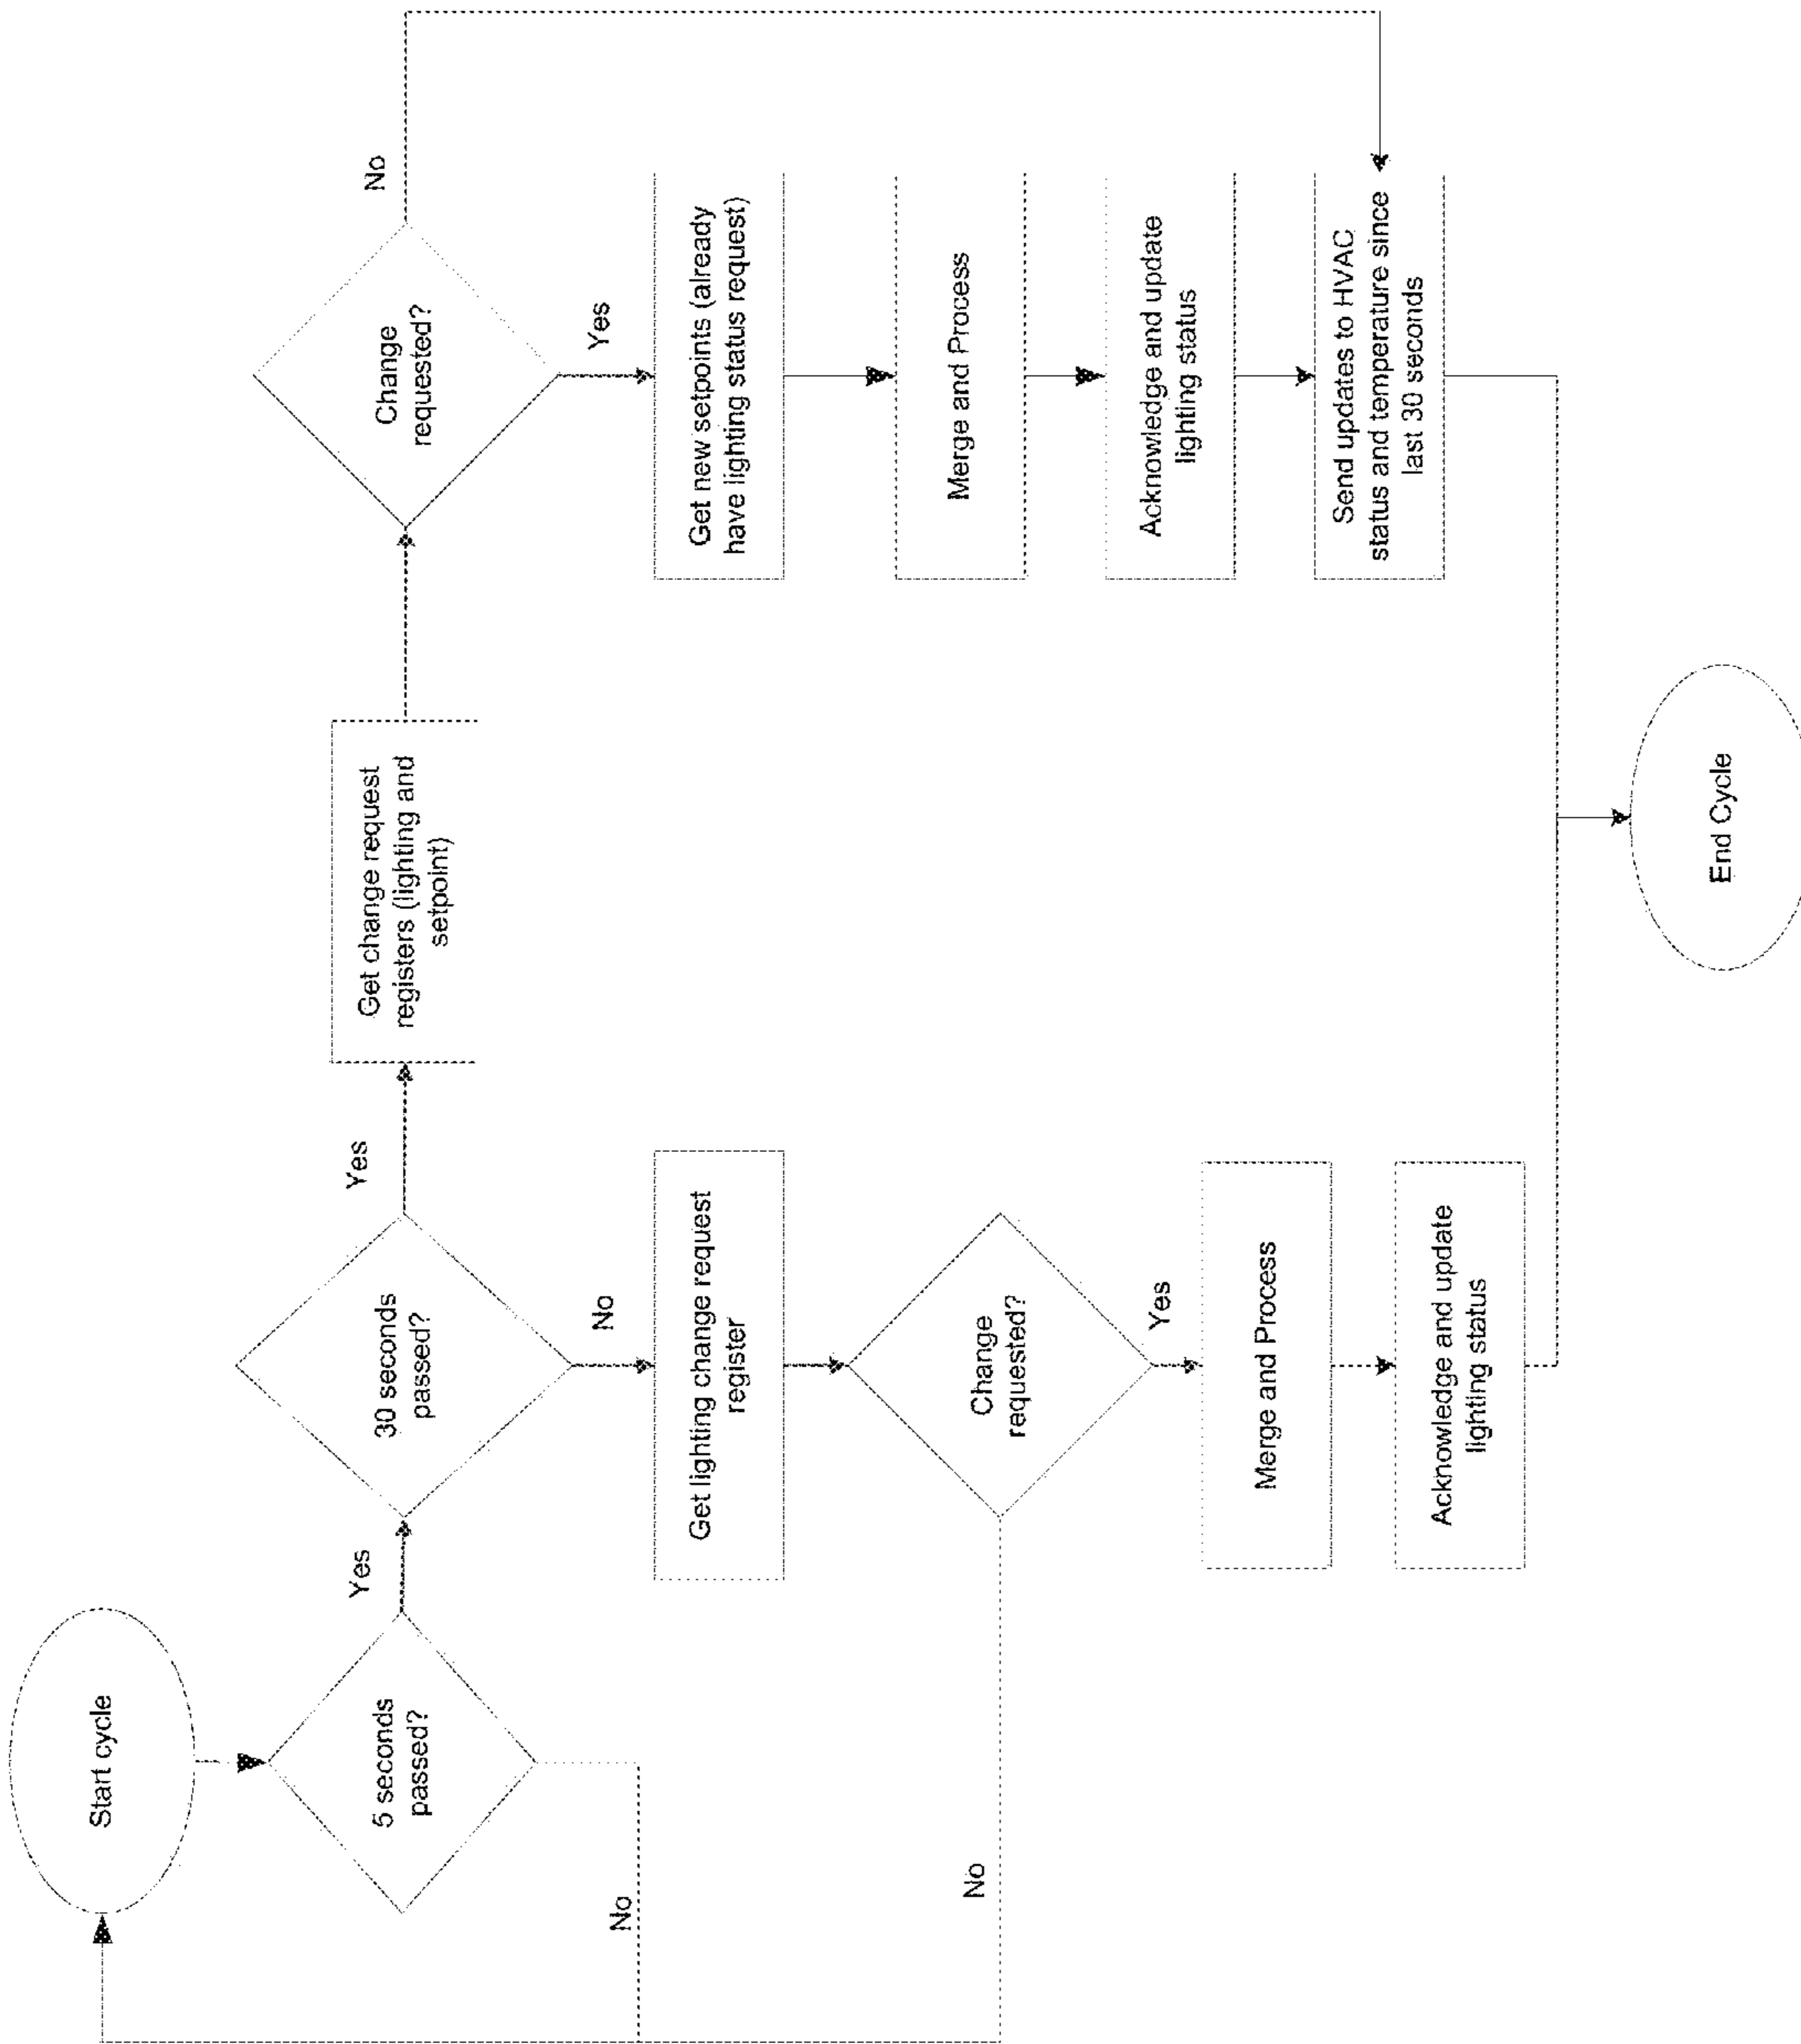 Start cycle
5 seconds
passed?
Yes
No
30 seconds
passed?
Yes
No
Get lighting change request
register
Change
requested?
No
Yes
Merge and Process
Acknowledge and update
lighting status
Get change request
registers (lighting and
setpoint)
Change
requested?
No
Yes
Get new setpoints (already
have lighting status request)
Merge and Process
Acknowledge and update
lighting status
Send updates to HVAC
status and temperature since
last 30 seconds
End Cycle